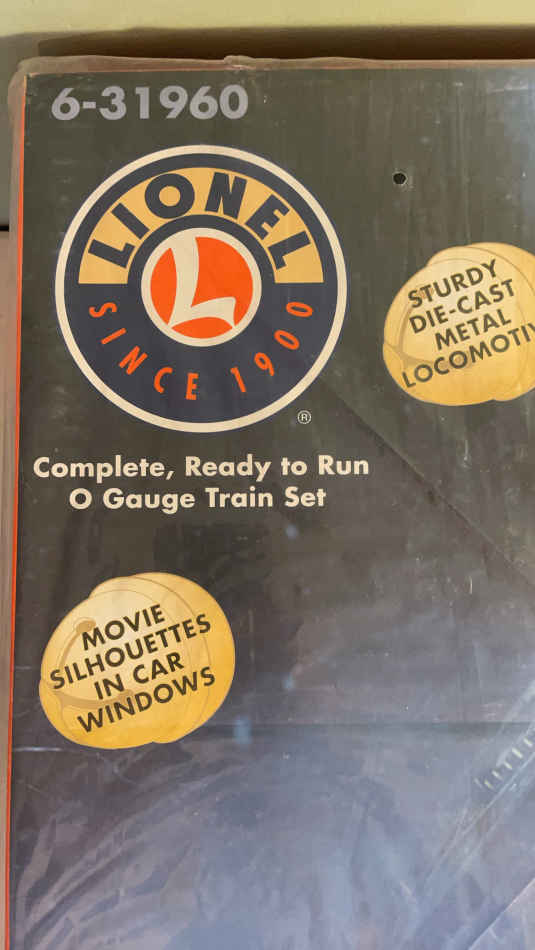 6-31960
LIONEL
SINCE 1900
®
STURDY
DIE-CAST
METAL
LOCOMOTIV
Complete, Ready to Run
O Gauge Train Set
MOVIE
SILHOUETTES
IN CAR
WINDOWS